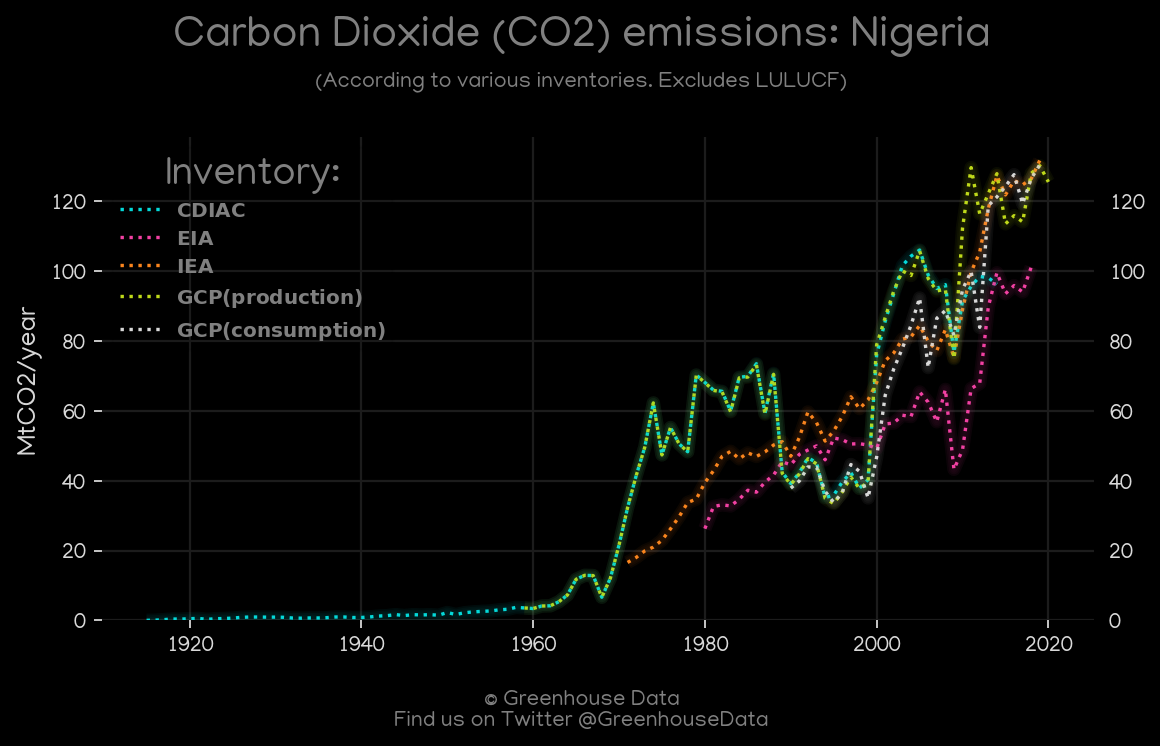 Carbon Dioxide (CO2) emissions: Nigeria
(According to various inventories. Excludes LULUCF)
Inventory:
CDIAC
EIA
IEA
GCP(production)
GCP(consumption)
MtCO2/year
120
100
80
60
40
20
0
120
100
80
60
40
20
0
1920
1940
1960
1980
2000
2020
© Greenhouse Data
Find us on Twitter @GreenhouseData